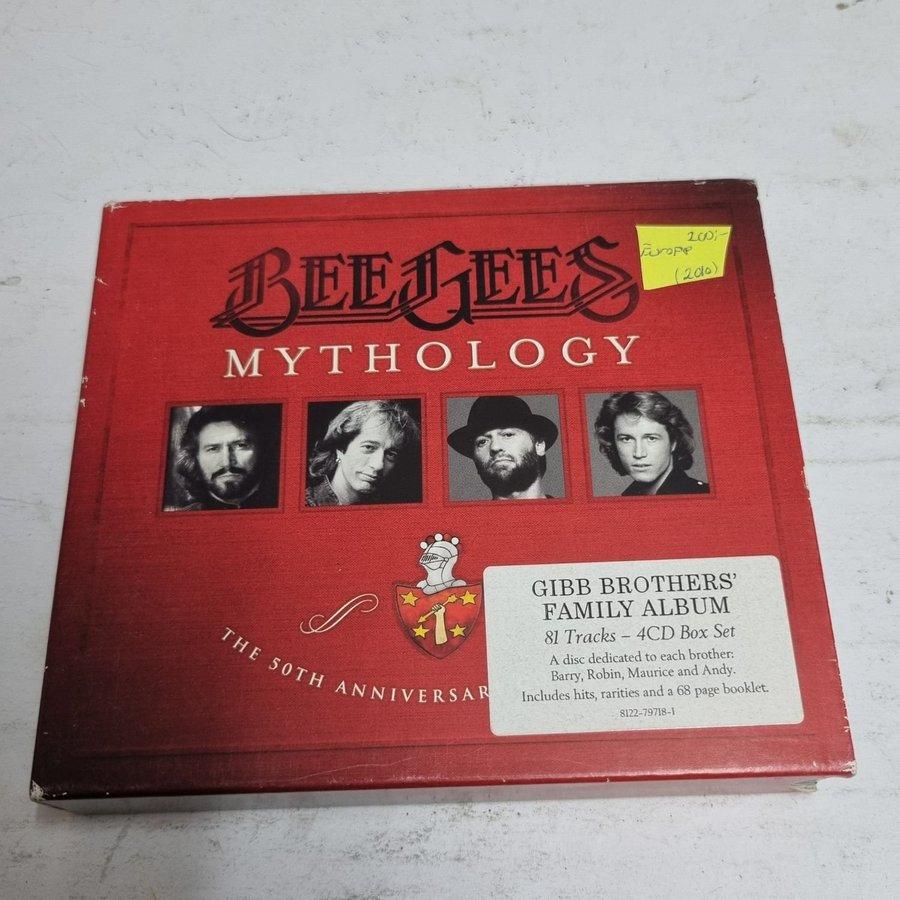 BEE GEES
MYTHOLOGY
200;-
Europe
(2010)
THE 50TH ANNIVERSAR
GIBB BROTHERS'
FAMILY ALBUM
81 Tracks – 4CD Box Set
A disc dedicated to each brother:
Barry, Robin, Maurice and Andy.
Includes hits, rarities and a 68 page booklet.
8122-79718-1